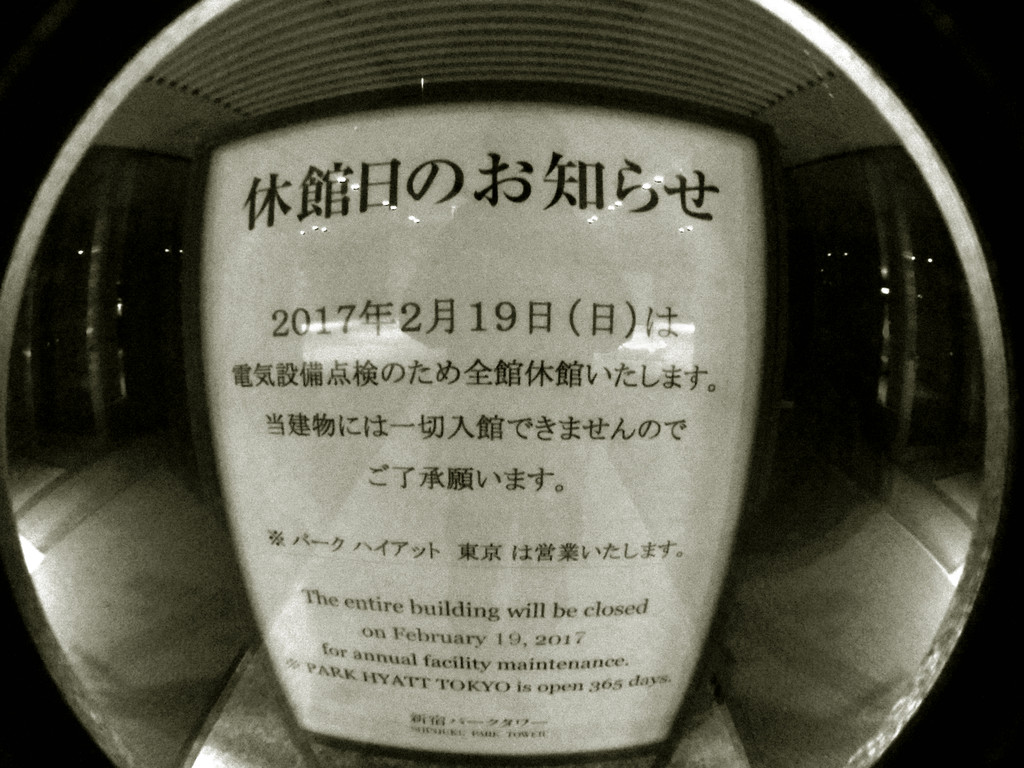 休館日のお知らせ
2017年2月19日(日)は
電気設備点検のため全館休館いたします。
当建物には一切入館できませんので
ご了承願います。
※ パーク ハイアット 東京 は営業いたします。
The entire building will be closed
on February 19, 2017
for annual facility maintenance.
※ PARK HYATT TOKYO is open 365 days.
新宿パークタワー
SHINJUKU PARK TOWER